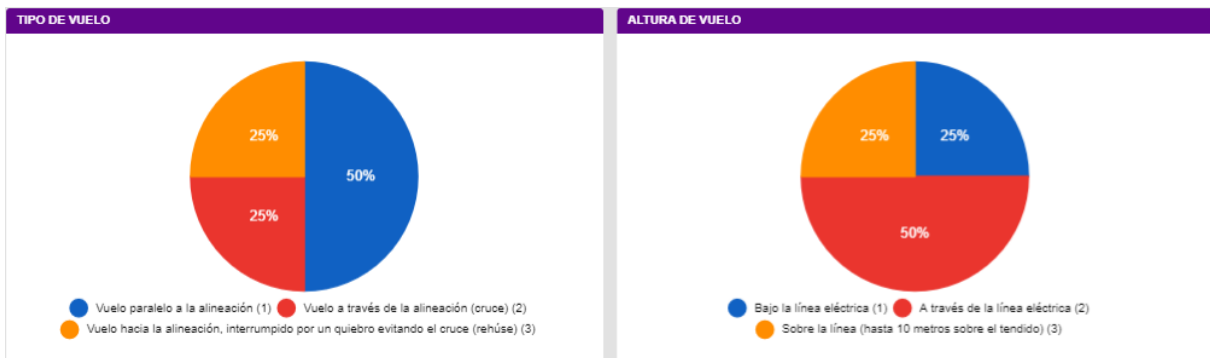 TIPO DE VUELO
25%
50%
25%
Vuelo paralelo a la alineación (1) Vuelo a través de la alineación (cruce) (2)
Vuelo hacia la alineación, interrumpido por un quiebro evitando el cruce (rehúse) (3)
ALTURA DE VUELO
25% 25%
50%
Bajo la línea eléctrica (1) A través de la línea eléctrica (2)
Sobre la línea (hasta 10 metros sobre el tendido) (3)